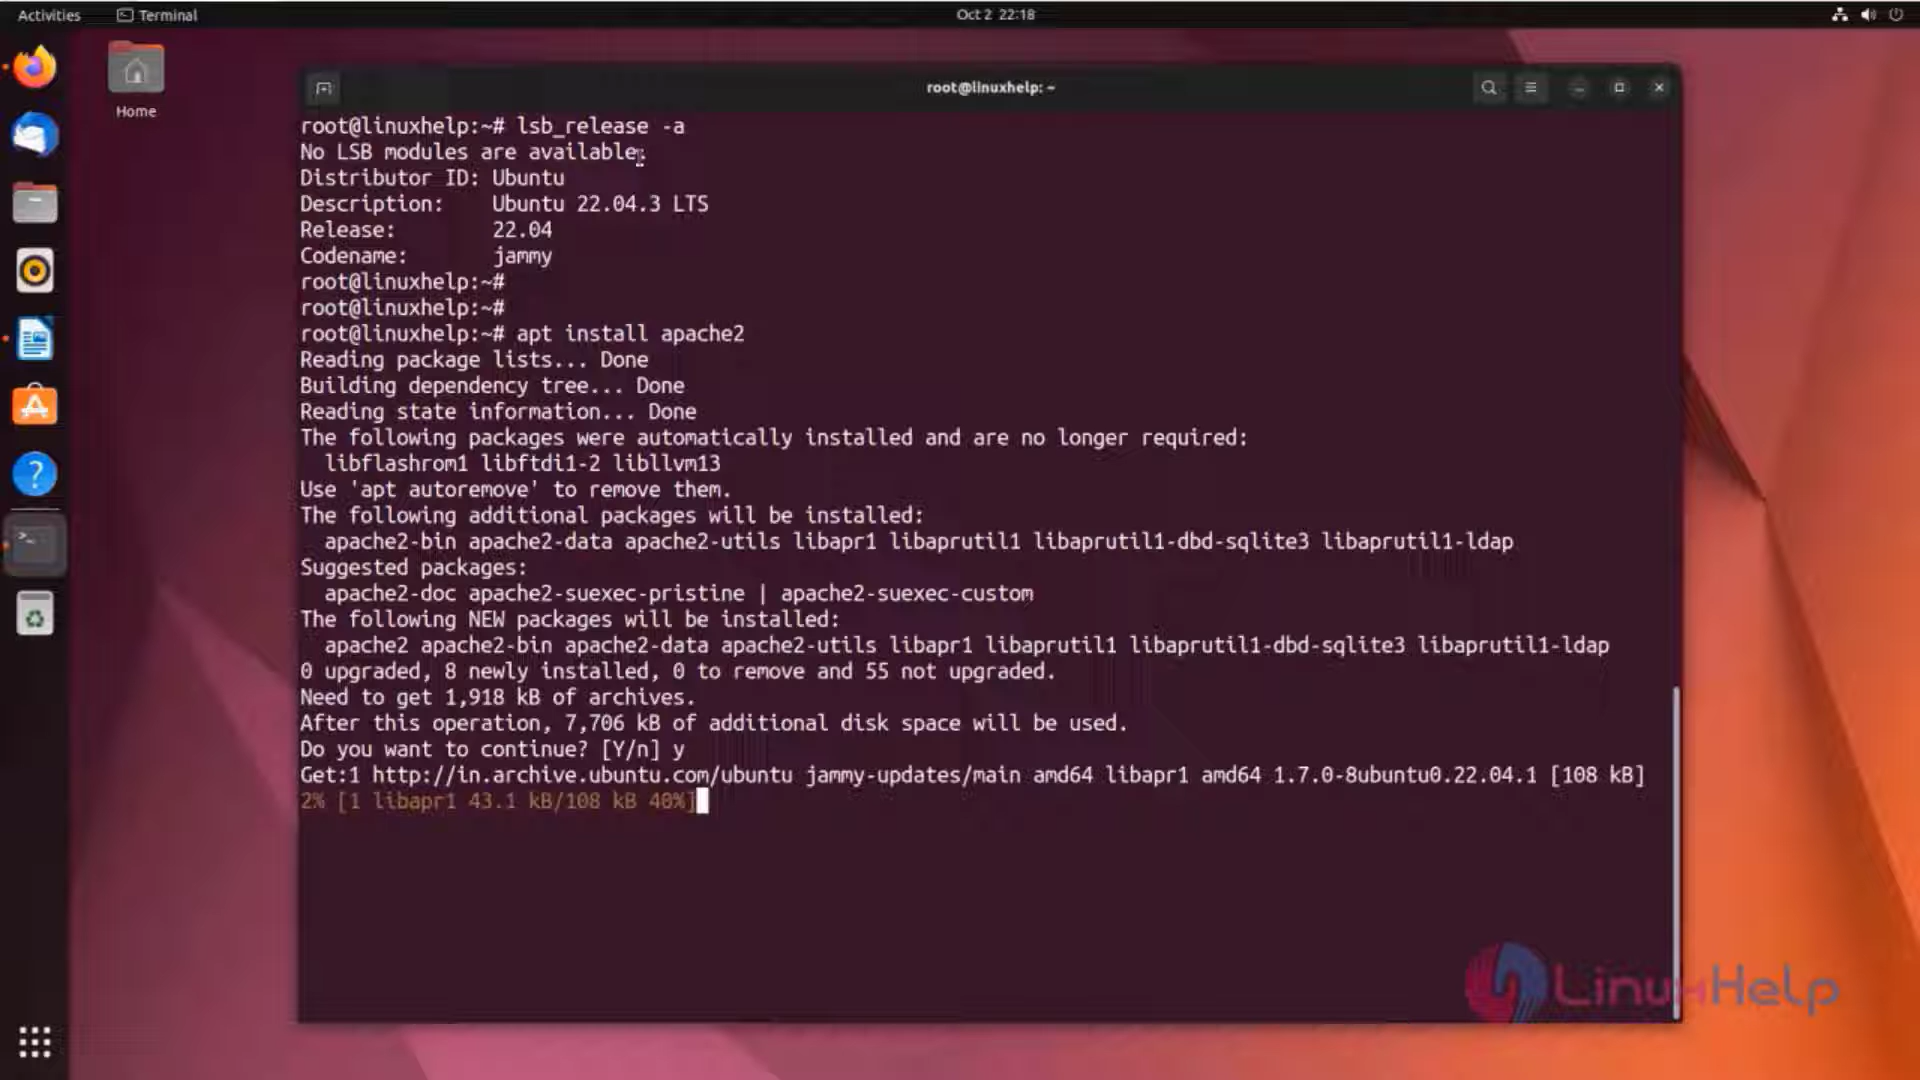 Activities Terminal Oct 2 22:18
Home
root@linuxhelp: ~
root@linuxhelp:~# lsb_release -a
No LSB modules are available.
Distributor ID: Ubuntu
Description:    Ubuntu 22.04.3 LTS
Release:        22.04
Codename:       jammy
root@linuxhelp:~#
root@linuxhelp:~#
root@linuxhelp:~# apt install apache2
Reading package lists... Done
Building dependency tree... Done
Reading state information... Done
The following packages were automatically installed and are no longer required:
  libflashrom1 libftdi1-2 libllvm13
Use 'apt autoremove' to remove them.
The following additional packages will be installed:
  apache2-bin apache2-data apache2-utils libapr1 libaprutil1 libaprutil1-dbd-sqlite3 libaprutil1-ldap
Suggested packages:
  apache2-doc apache2-suexec-pristine | apache2-suexec-custom
The following NEW packages will be installed:
  apache2 apache2-bin apache2-data apache2-utils libapr1 libaprutil1 libaprutil1-dbd-sqlite3 libaprutil1-ldap
0 upgraded, 8 newly installed, 0 to remove and 55 not upgraded.
Need to get 1,918 kB of archives.
After this operation, 7,706 kB of additional disk space will be used.
Do you want to continue? [Y/n] y
Get:1 http://in.archive.ubuntu.com/ubuntu jammy-updates/main amd64 libapr1 amd64 1.7.0-8ubuntu0.22.04.1 [108 kB]
2% [1 libapr1 43.1 kB/108 kB 40%]
LinuxHelp